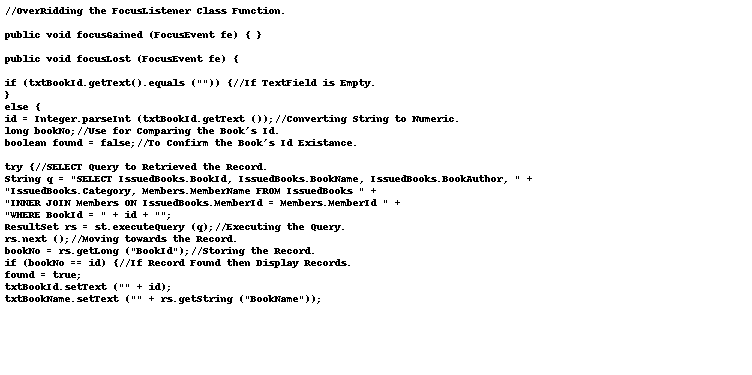 //OverRidding the FocusListener Class Function.
public void focusGained (FocusEvent fe) { }
public void focusLost (FocusEvent fe) {
if (txtBookId.getText().equals ("")) {//If TextField is Empty.
}
else {
id = Integer.parseInt (txtBookId.getText ());//Converting String to Numeric.
long bookNo;//Use for Comparing the Book's Id.
boolean found = false;//To Confirm the Book's Id Existance.
try {//SELECT Query to Retrieved the Record.
String q = "SELECT IssuedBooks.BookId, IssuedBooks.BookName, IssuedBooks.BookAuthor, " +
"IssuedBooks.Category, Members.MemberName FROM IssuedBooks " +
"INNER JOIN Members ON IssuedBooks.MemberId = Members.MemberId " +
"WHERE BookId = " + id + "";
ResultSet rs = st.executeQuery (q);//Executing the Query.
rs.next ();//Moving towards the Record.
bookNo = rs.getLong ("BookId");//Storing the Record.
if (bookNo == id) {//If Record Found then Display Records.
found = true;
txtBookId.setText ("" + id);
txtBookName.setText ("" + rs.getString ("BookName"));